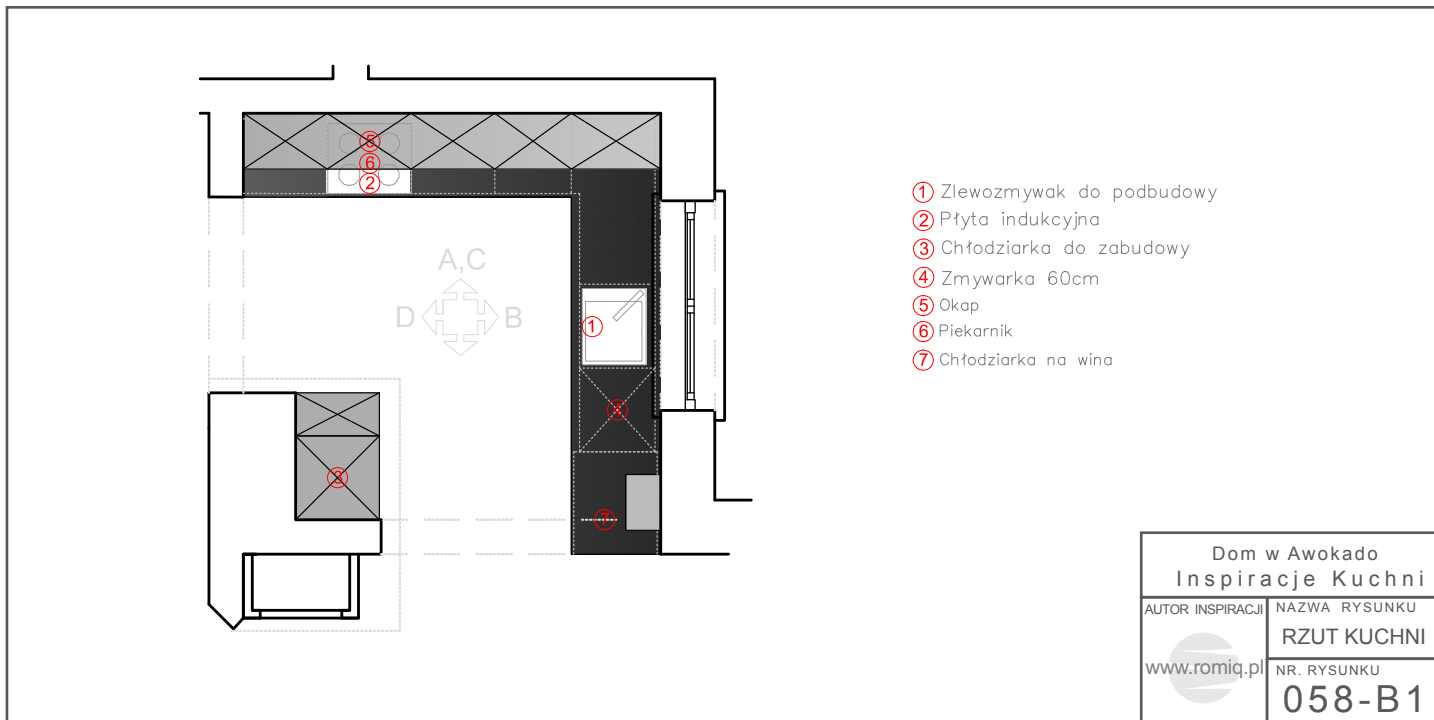 5
6
2
A,C
D
B
1
4
3
7
1 Zlewozmywak do podbudowy
2 Płyta indukcyjna
3 Chłodziarka do zabudowy
4 Zmywarka 60cm
5 Okap
6 Piekarnik
7 Chłodziarka na wina
Dom w Awokado
Inspiracje Kuchni
AUTOR INSPIRACJI
www.romiq.pl
NAZWA RYSUNKU
RZUT KUCHNI
NR. RYSUNKU
058-B1